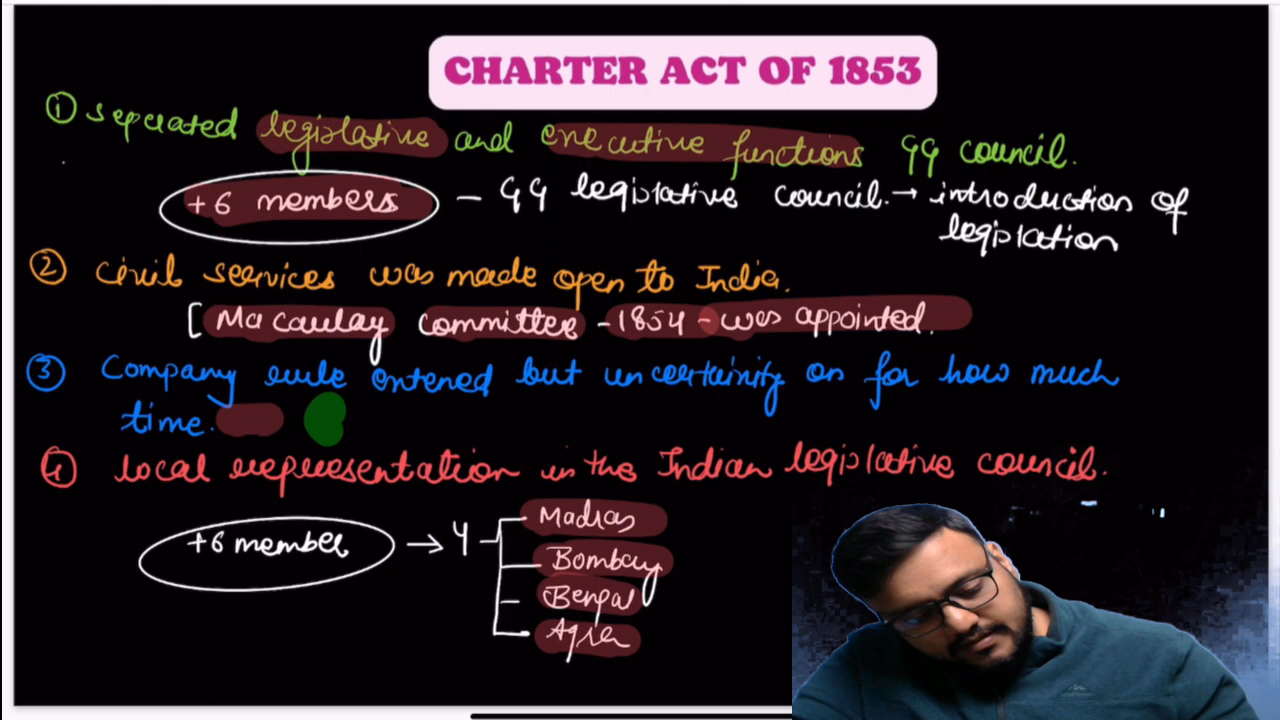 CHARTER ACT OF 1853
① separated legislative and executive functions GG council.
+6 members - GG legislative council. → introduction of
legislation
② civil services was made open to India.
[ Macaulay committee - 1854 - was appointed.
③ Company rule entered but uncertainity on for how much
time.
④ local representation in the Indian legislative council.
+6 member → 4
Madras
Bombay
Bengal
Agra